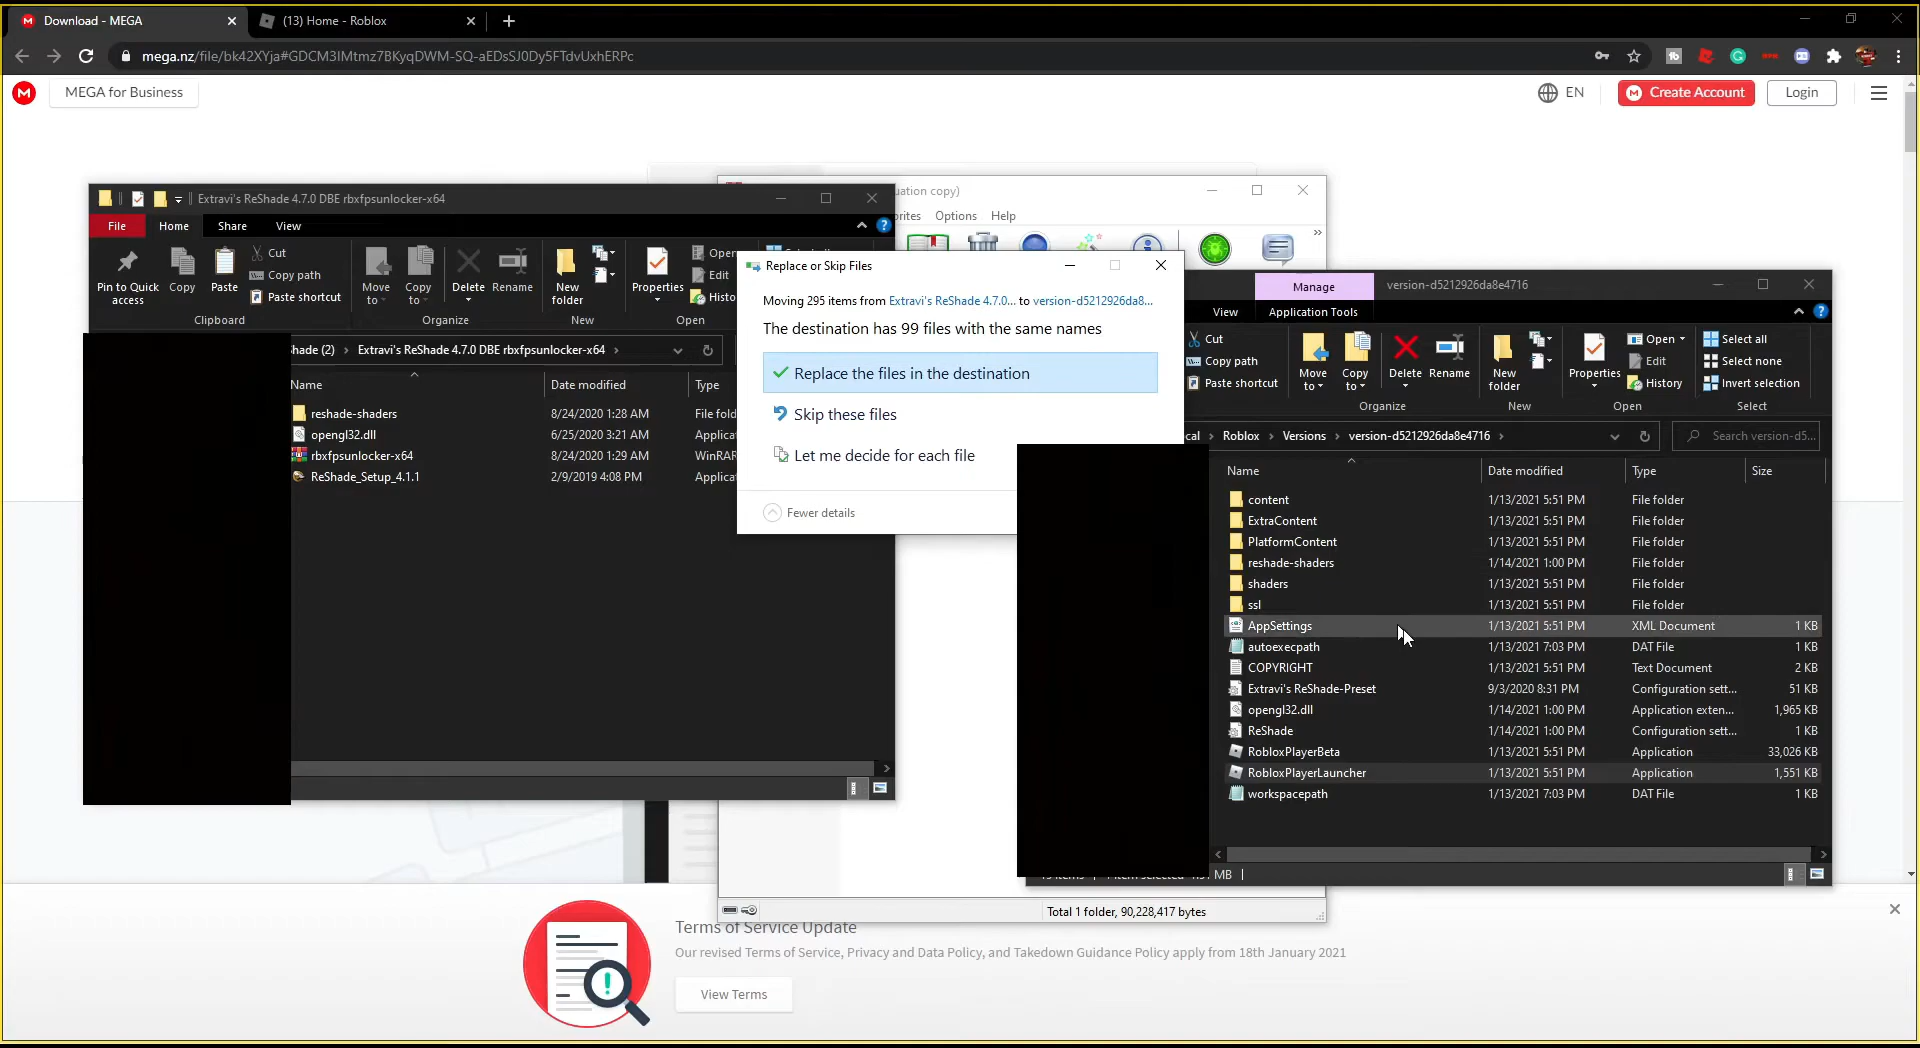 Download - MEGA
(13) Home - Roblox
mega.nz/file/bk42XYja#GDCM3IMtmz7BKyqDWM-SQ-aEDsSJ0Dy5FTdvUxhERPc
MEGA for Business
EN
Create Account
Login
Extravi's ReShade 4.7.0 DBE rbxfpsunlocker-x64
File
Home
Share
View
Pin to Quick
access
Copy
Paste
Cut
Copy path
Paste shortcut
Clipboard
Move
to
Copy
to
Delete
Rename
Organize
New
folder
New
Properties
Open
Edit
Histo
Open
hade (2) > Extravi's ReShade 4.7.0 DBE rbxfpsunlocker-x64 >
Name
Date modified
Type
reshade-shaders 8/24/2020 1:28 AM File fold
opengl32.dll 6/25/2020 3:21 AM Applica
rbxfpsunlocker-x64 8/24/2020 1:29 AM WinRAR
ReShade_Setup_4.1.1 2/9/2019 4:08 PM Applica
uation copy)
orites
Options
Help
Replace or Skip Files
Moving 295 items from Extravi's ReShade 4.7.0... to version-d5212926da8...
The destination has 99 files with the same names
Replace the files in the destination
Skip these files
Let me decide for each file
Fewer details
Manage
version-d5212926da8e4716
View
Application Tools
Cut
Copy path
Paste shortcut
Move
to
Copy
to
Delete
Rename
Organize
New
folder
New
Properties
Open
Edit
History
Open
Select all
Select none
Invert selection
Select
cal > Roblox > Versions > version-d5212926da8e4716 >
Search version-d5...
Name
Date modified
Type
Size
content 1/13/2021 5:51 PM File folder
ExtraContent 1/13/2021 5:51 PM File folder
PlatformContent 1/13/2021 5:51 PM File folder
reshade-shaders 1/14/2021 1:00 PM File folder
shaders 1/13/2021 5:51 PM File folder
ssl 1/13/2021 5:51 PM File folder
AppSettings 1/13/2021 5:51 PM XML Document 1 KB
autoexecpath 1/13/2021 7:03 PM DAT File 1 KB
COPYRIGHT 1/13/2021 5:51 PM Text Document 2 KB
Extravi's ReShade-Preset 9/3/2020 8:31 PM Configuration sett... 51 KB
opengl32.dll 1/14/2021 1:00 PM Application exten... 1,965 KB
ReShade 1/14/2021 1:00 PM Configuration sett... 1 KB
RobloxPlayerBeta 1/13/2021 5:51 PM Application 33,026 KB
RobloxPlayerLauncher 1/13/2021 5:51 PM Application 1,551 KB
workspacepath 1/13/2021 7:03 PM DAT File 1 KB
MB
Total 1 folder, 90,228,417 bytes
Terms of Service Update
Our revised Terms of Service, Privacy and Data Policy, and Takedown Guidance Policy apply from 18th January 2021
View Terms